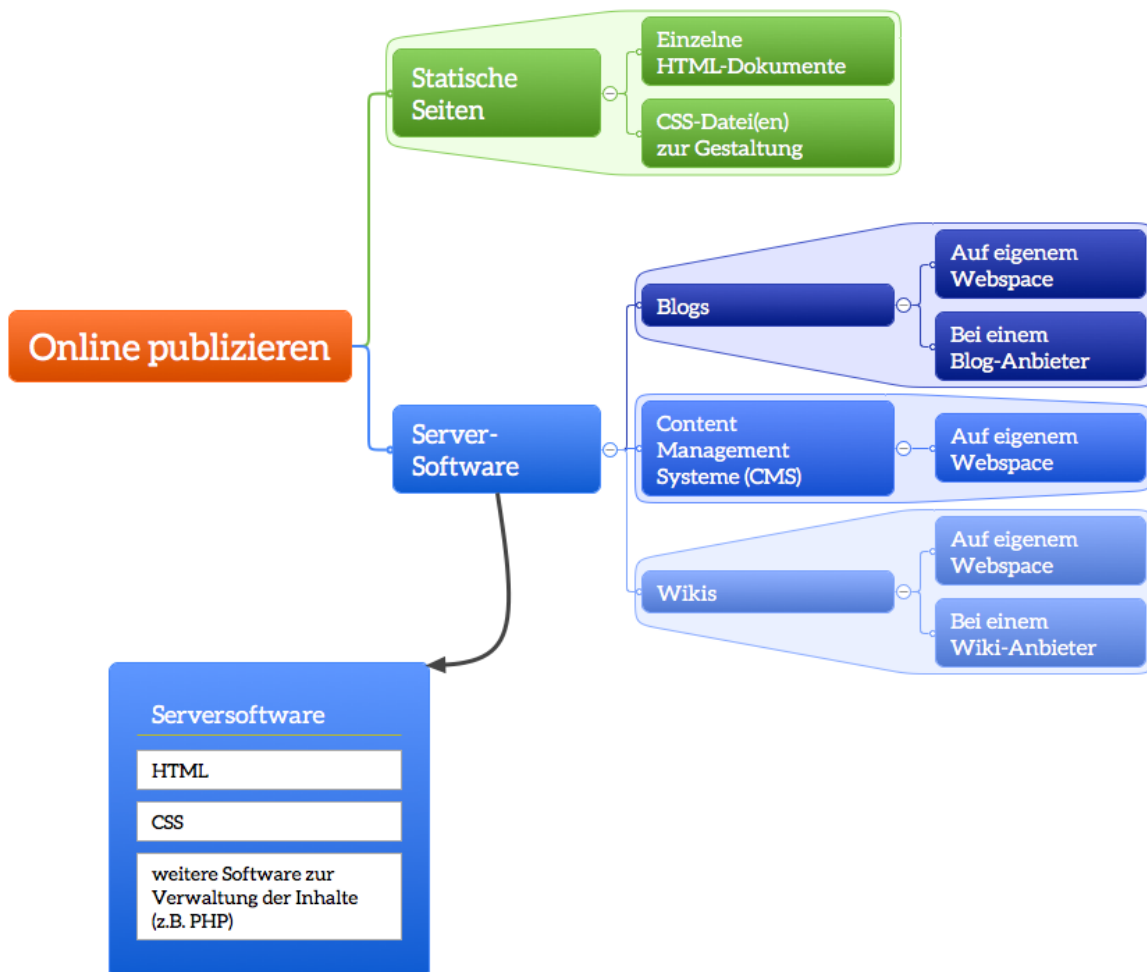 Online publizieren
Statische
Seiten
Einzelne
HTML-Dokumente
CSS-Datei(en)
zur Gestaltung
Server-
Software
Blogs
Auf eigenem
Webspace
Bei einem
Blog-Anbieter
Content
Management
Systeme (CMS)
Auf eigenem
Webspace
Wikis
Auf eigenem
Webspace
Bei einem
Wiki-Anbieter
Serversoftware
HTML
CSS
weitere Software zur
Verwaltung der Inhalte
(z.B. PHP)